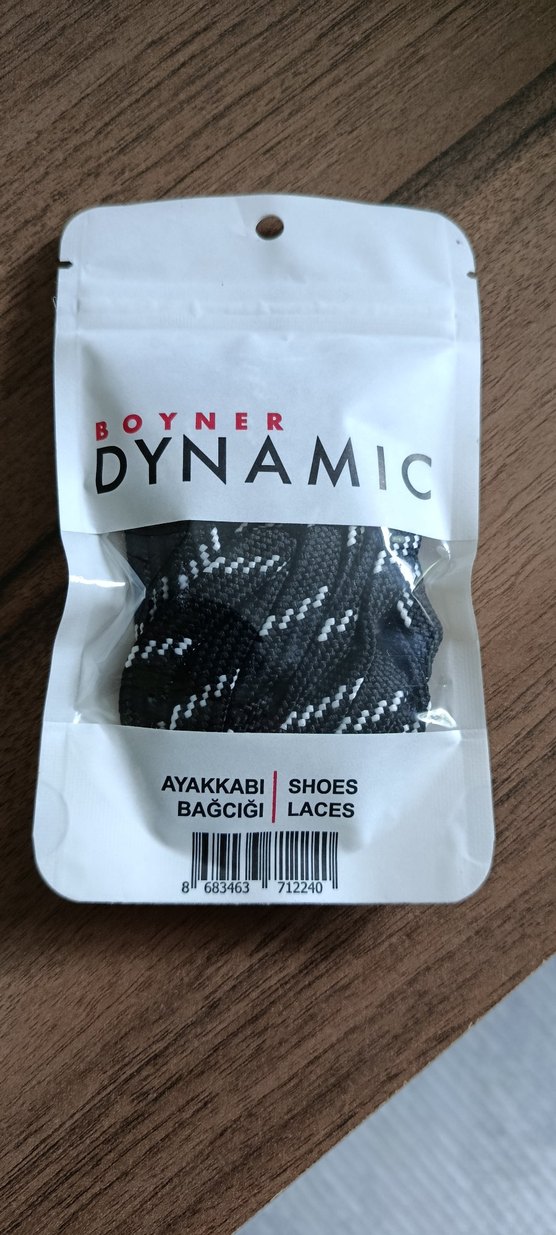 BOYNER
DYNAMIC
AYAKKABI
BAĞCIĞI
SHOES
LACES
8 683463 712240